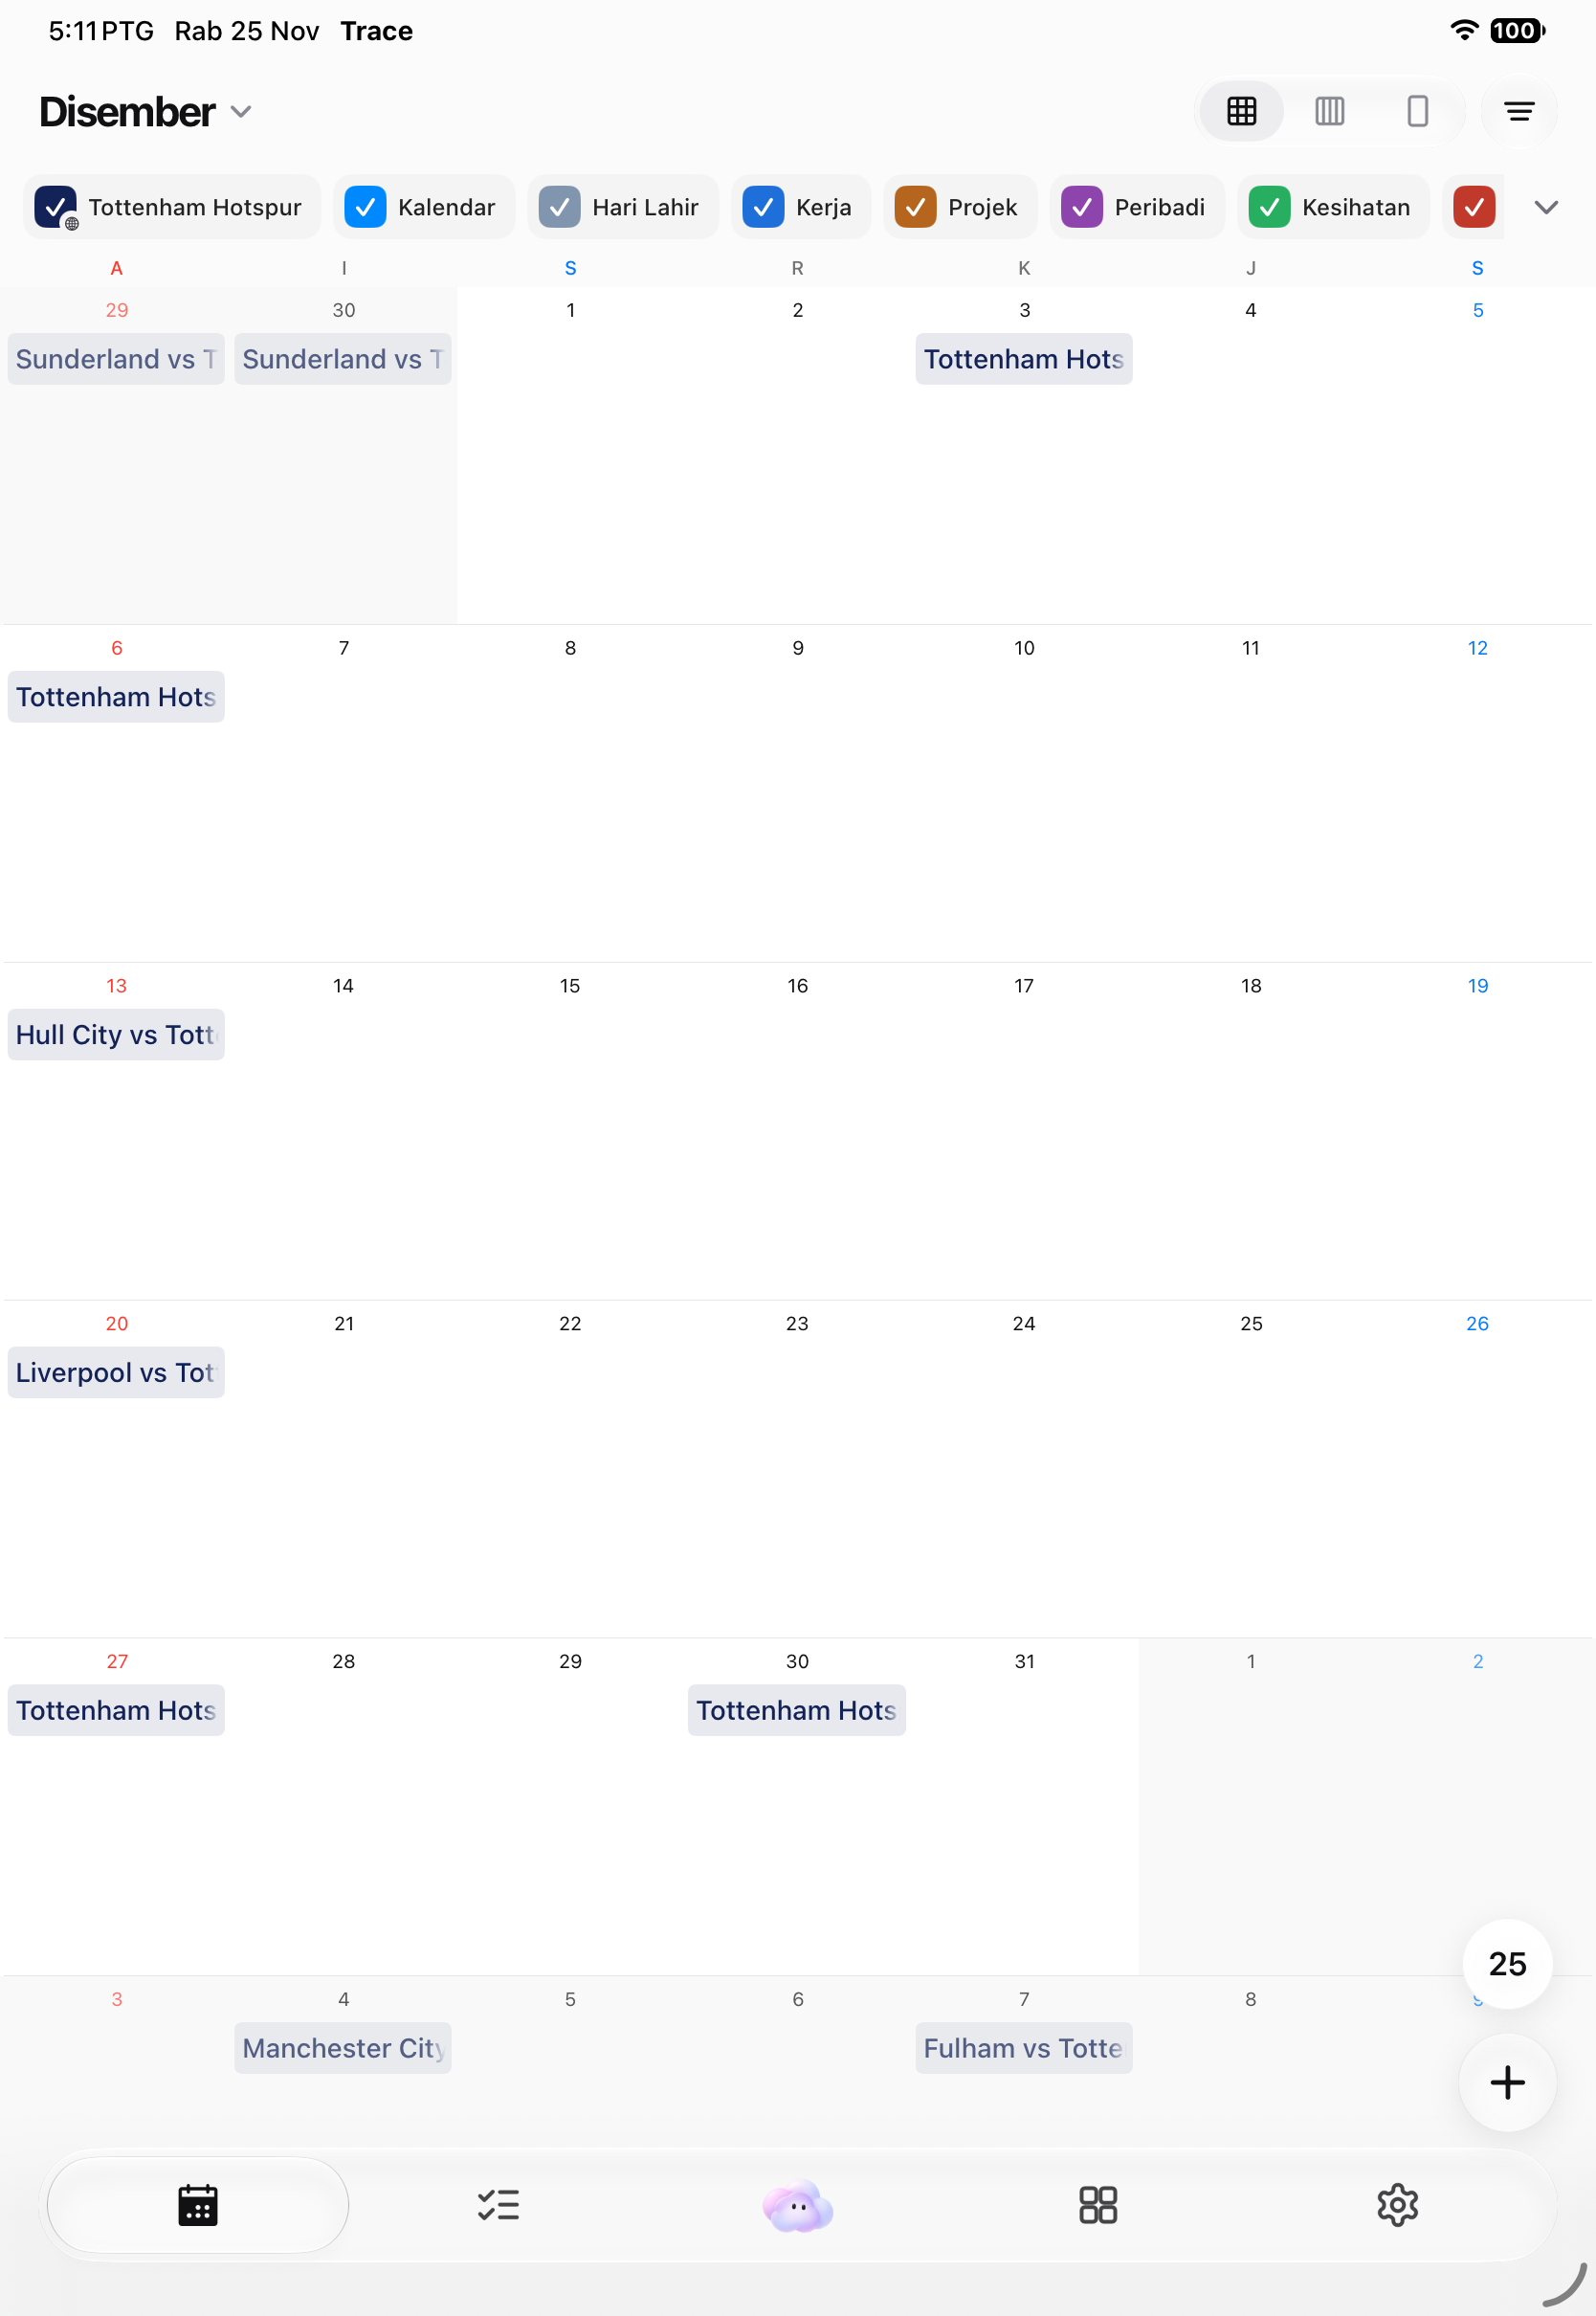 5:11 PTG Rab 25 Nov Trace
100
Disember
Tottenham Hotspur Kalendar Hari Lahir Kerja Projek Peribadi Kesihatan
A I S R K J S
29 30 1 2 3 4 5
Sunderland vs Sunderland vs Tottenham Hots
6 7 8 9 10 11 12
Tottenham Hots
13 14 15 16 17 18 19
Hull City vs Tott
20 21 22 23 24 25 26
Liverpool vs Tot
27 28 29 30 31 1 2
Tottenham Hots Tottenham Hots
25
3 4 5 6 7 8
Manchester City Fulham vs Totte